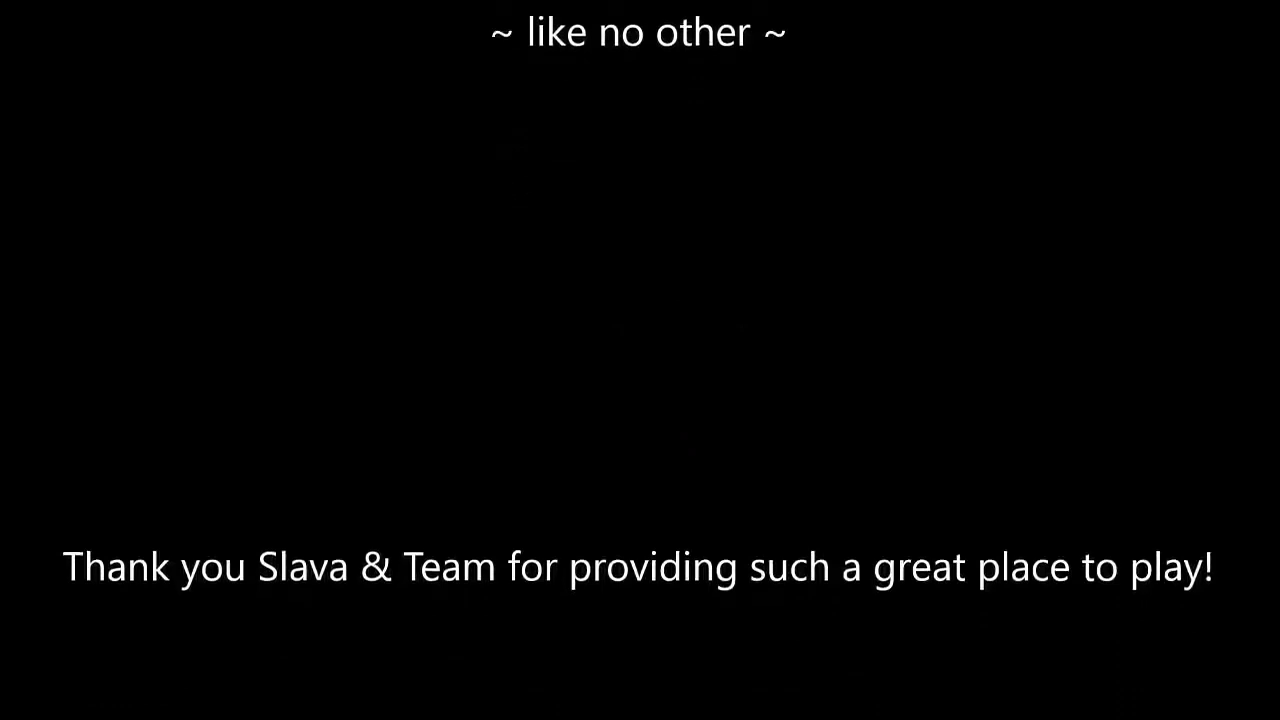 ~ like no other ~
Thank you Slava & Team for providing such a great place to play!